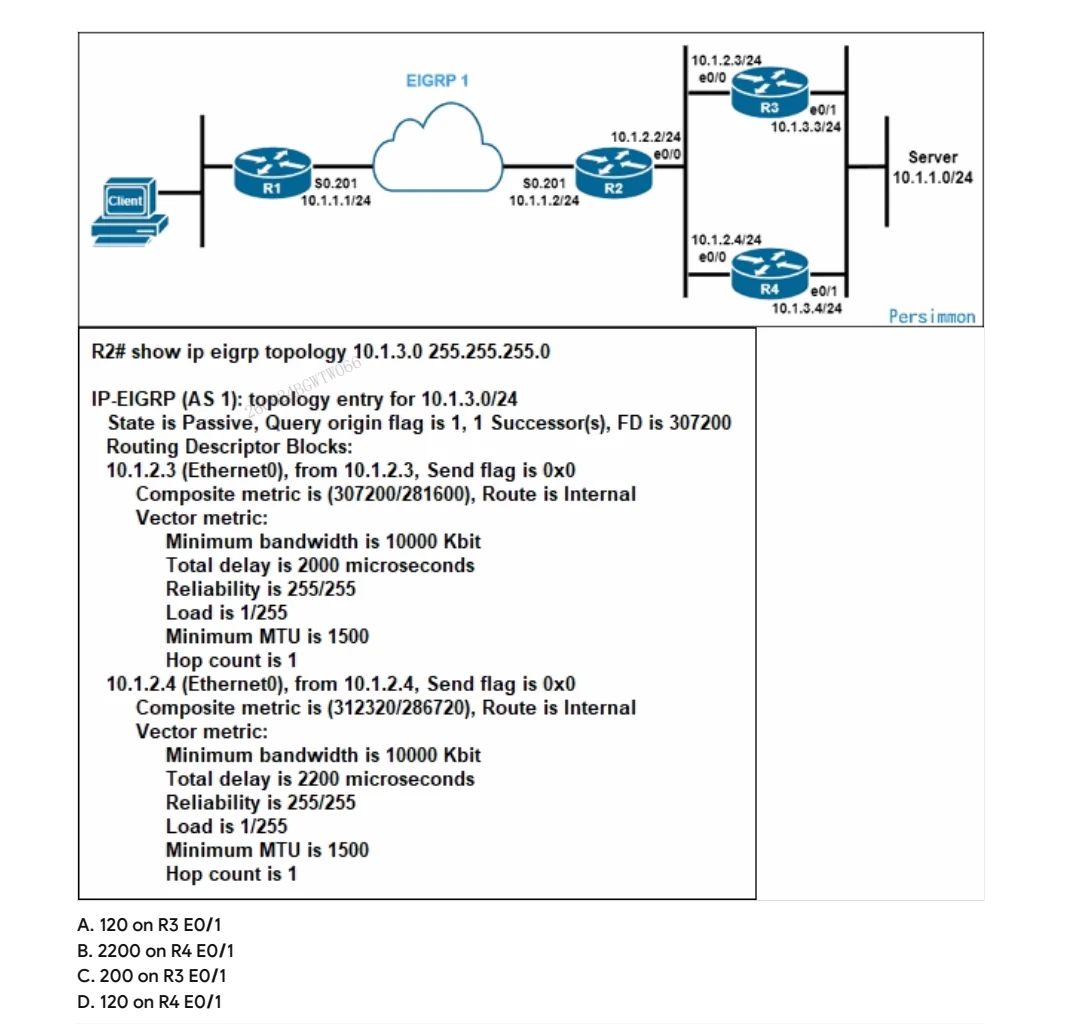 EIGRP 1
10.1.2.3/24
e0/0
R3
e0/1
10.1.3.3/24
10.1.2.2/24
e0/0
Server
10.1.1.0/24
Client
R1
S0.201
10.1.1.1/24
S0.201
10.1.1.2/24
R2
10.1.2.4/24
e0/0
R4
e0/1
10.1.3.4/24
Persimmon
R2# show ip eigrp topology 10.1.3.0 255.255.255.0
IP-EIGRP (AS 1): topology entry for 10.1.3.0/24
State is Passive, Query origin flag is 1, 1 Successor(s), FD is 307200
Routing Descriptor Blocks:
10.1.2.3 (Ethernet0), from 10.1.2.3, Send flag is 0x0
Composite metric is (307200/281600), Route is Internal
Vector metric:
Minimum bandwidth is 10000 Kbit
Total delay is 2000 microseconds
Reliability is 255/255
Load is 1/255
Minimum MTU is 1500
Hop count is 1
10.1.2.4 (Ethernet0), from 10.1.2.4, Send flag is 0x0
Composite metric is (312320/286720), Route is Internal
Vector metric:
Minimum bandwidth is 10000 Kbit
Total delay is 2200 microseconds
Reliability is 255/255
Load is 1/255
Minimum MTU is 1500
Hop count is 1
A. 120 on R3 E0/1
B. 2200 on R4 E0/1
C. 200 on R3 E0/1
D. 120 on R4 E0/1